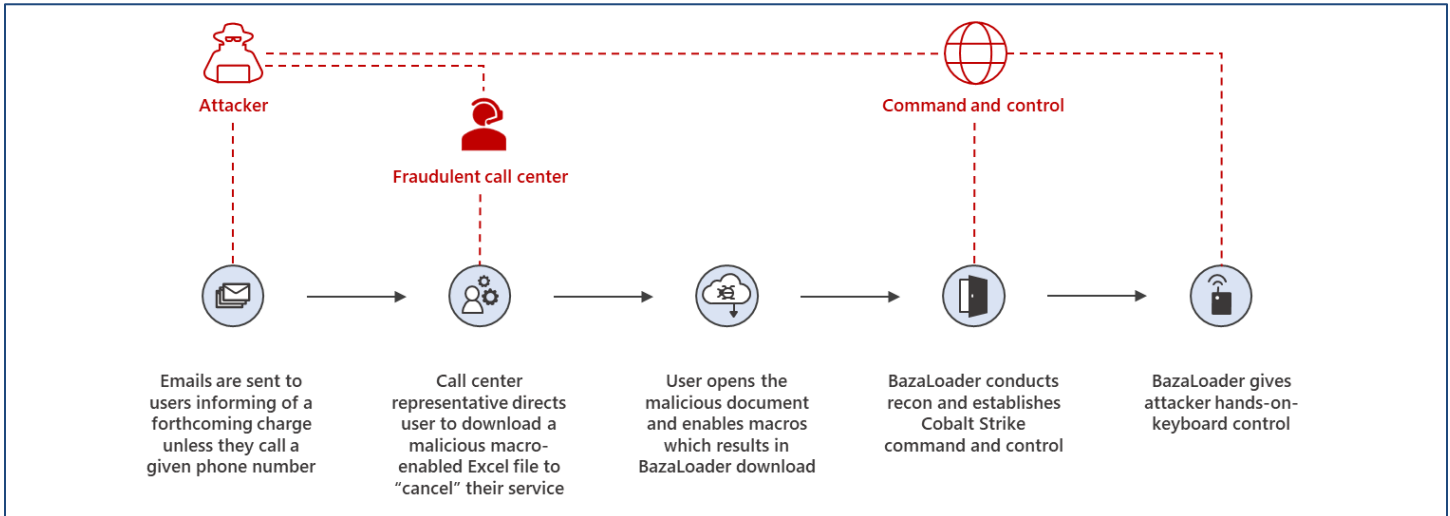 Attacker
Command and control
Fraudulent call center
Emails are sent to
users informing of a
forthcoming charge
unless they call a
given phone number
Call center
representative directs
user to download a
malicious macro-
enabled Excel file to
“cancel” their service
User opens the
malicious document
and enables macros
which results in
BazaLoader download
BazaLoader conducts
recon and establishes
Cobalt Strike
command and control
BazaLoader gives
attacker hands-on-
keyboard control